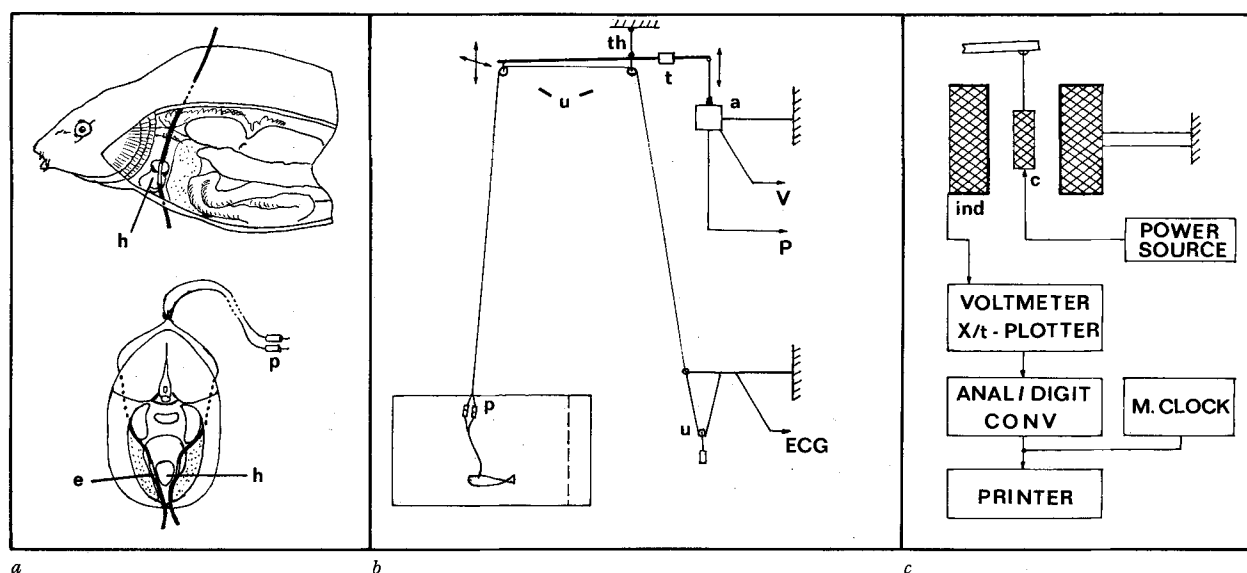 h
p
e
h
th
t
u
a
V
P
p
u
ECG
c
ind
POWER
SOURCE
VOLTMETER
X/t - PLOTTER
ANAL/DIGIT
CONV
M. CLOCK
PRINTER
a
b
c